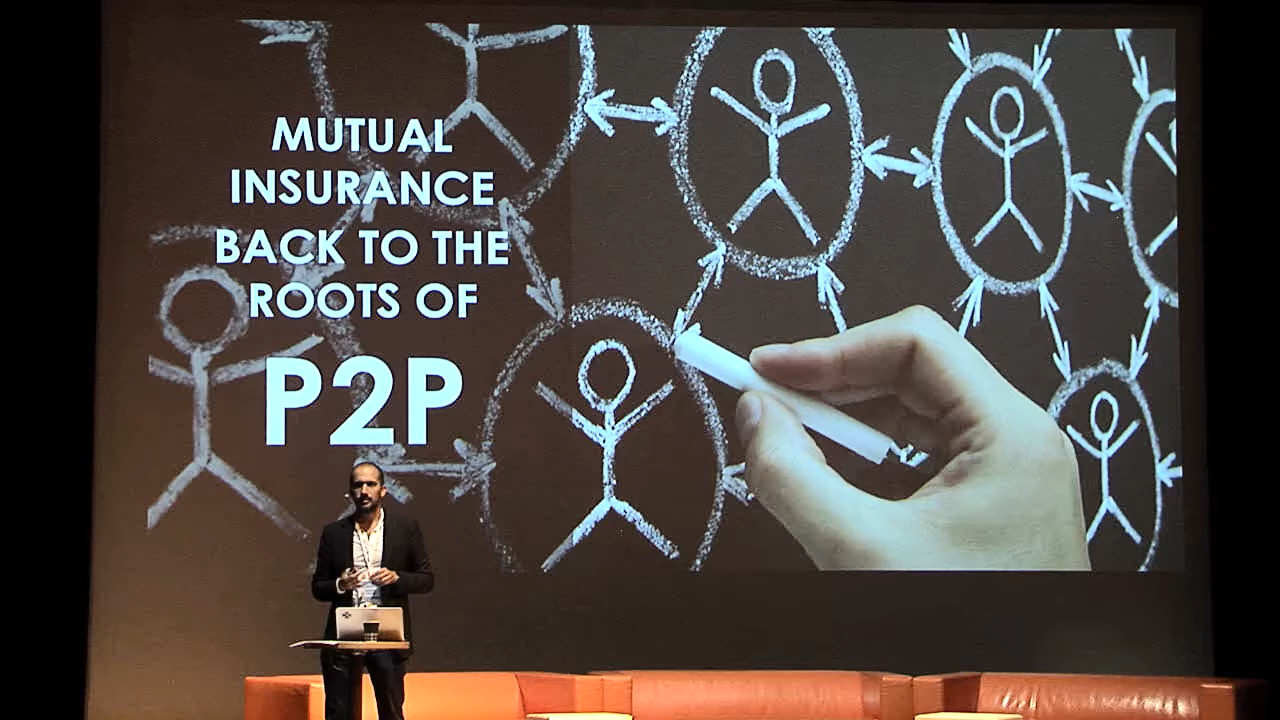 MUTUAL
INSURANCE
BACK TO THE
ROOTS OF
P2P